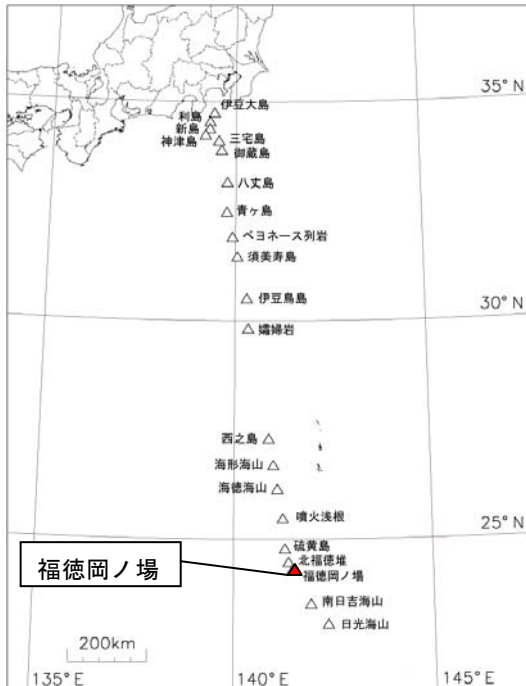 35°N
伊豆大島
利島
新島
神津島
三宅島
御蔵島
八丈島
青ヶ島
ベヨネース列岩
須美寿島
伊豆鳥島
30°N
孀婦岩
西之島
海形海山
海徳海山
噴火浅根
25°N
硫黄島
北福徳堆
福徳岡ノ場
福徳岡ノ場
南日吉海山
日光海山
200km
135°E
140°E
145°E